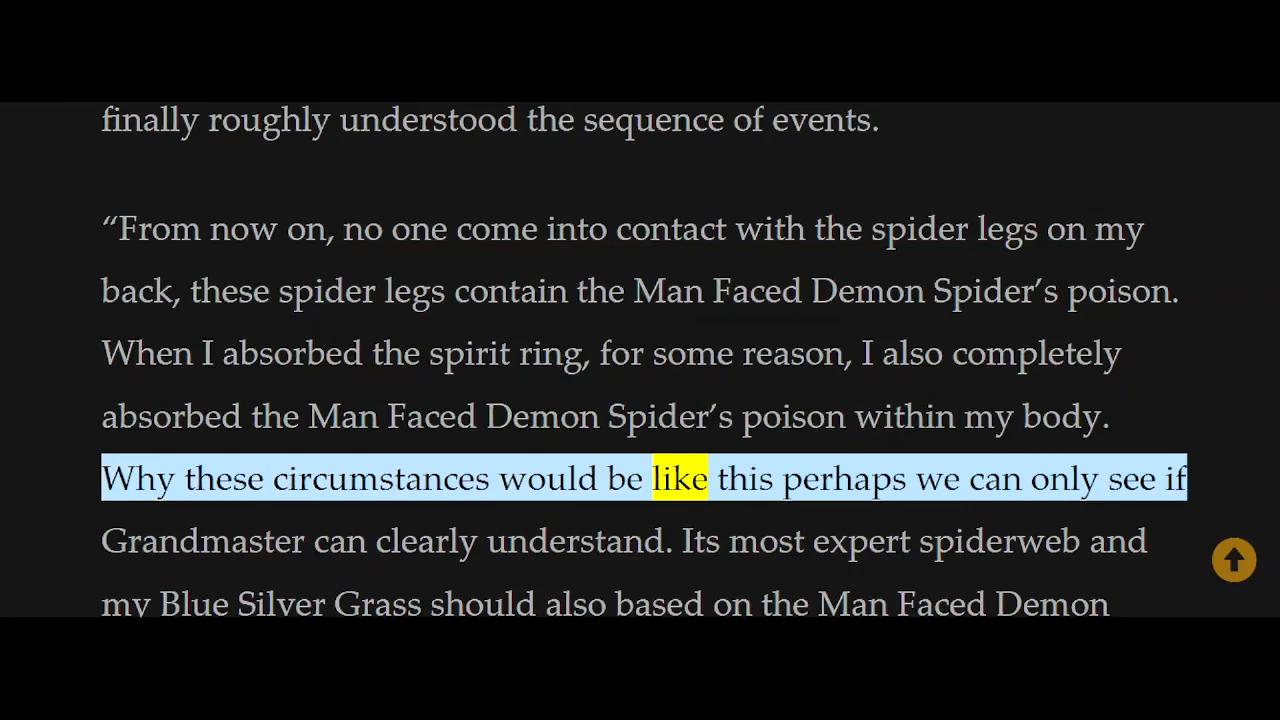 finally roughly understood the sequence of events.
“From now on, no one come into contact with the spider legs on my
back, these spider legs contain the Man Faced Demon Spider’s poison.
When I absorbed the spirit ring, for some reason, I also completely
absorbed the Man Faced Demon Spider’s poison within my body.
Why these circumstances would be like this perhaps we can only see if
Grandmaster can clearly understand. Its most expert spiderweb and
my Blue Silver Grass should also based on the Man Faced Demon